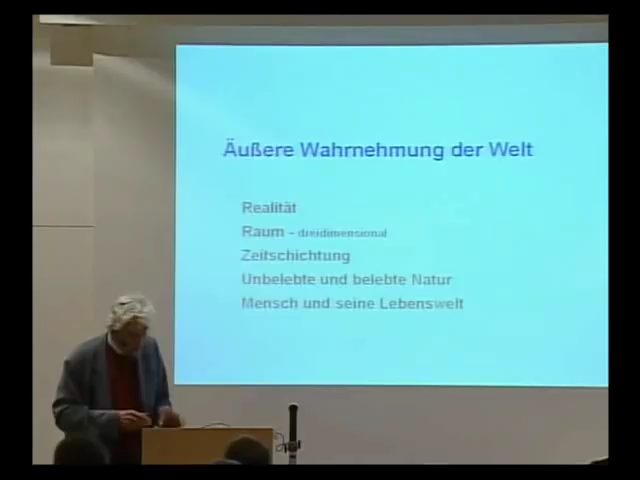 Äußere Wahrnehmung der Welt
Realität
Raum – dreidimensional
Zeitschichtung
Unbelebte und belebte Natur
Mensch und seine Lebenswelt